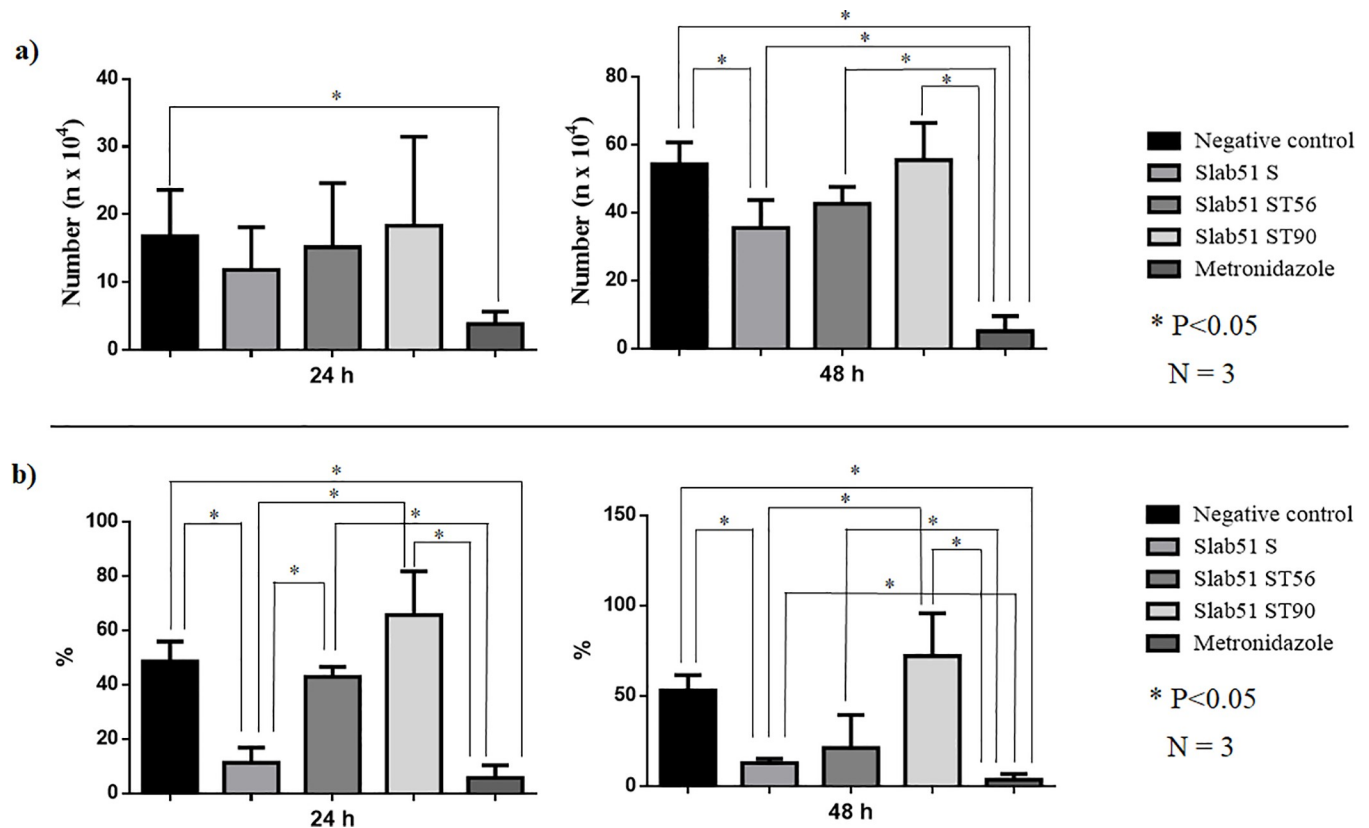 a)
*
Number (n x 10⁴)
40
30
20
10
0
24 h
*
*
*
*
*
Number (n x 10⁴)
80
60
40
20
0
48 h
Negative control
Slab51 S
Slab51 ST56
Slab51 ST90
Metronidazole
* P<0.05
N = 3
b)
*
*
*
*
*
*
%
100
80
60
40
20
0
24 h
*
*
*
*
*
*
%
150
100
50
0
48 h
Negative control
Slab51 S
Slab51 ST56
Slab51 ST90
Metronidazole
* P<0.05
N = 3